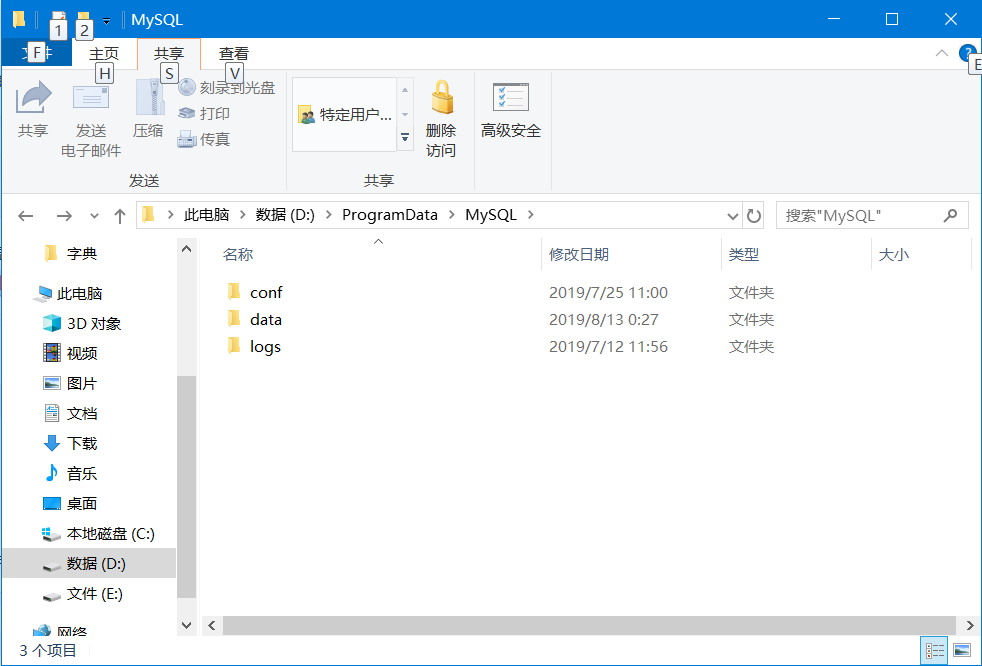 MySQL
1 2
文件 主页 共享 查看
F H S V E
共享
发送
电子邮件
压缩
刻录到光盘
打印
传真
发送
特定用户...
删除
访问
共享
高级安全
此电脑 数据 (D:) ProgramData MySQL
搜索"MySQL"
字典
此电脑
3D 对象
视频
图片
文档
下载
音乐
桌面
本地磁盘 (C:)
数据 (D:)
文件 (E:)
网络
名称 修改日期 类型 大小
conf 2019/7/25 11:00 文件夹
data 2019/8/13 0:27 文件夹
logs 2019/7/12 11:56 文件夹
3 个项目